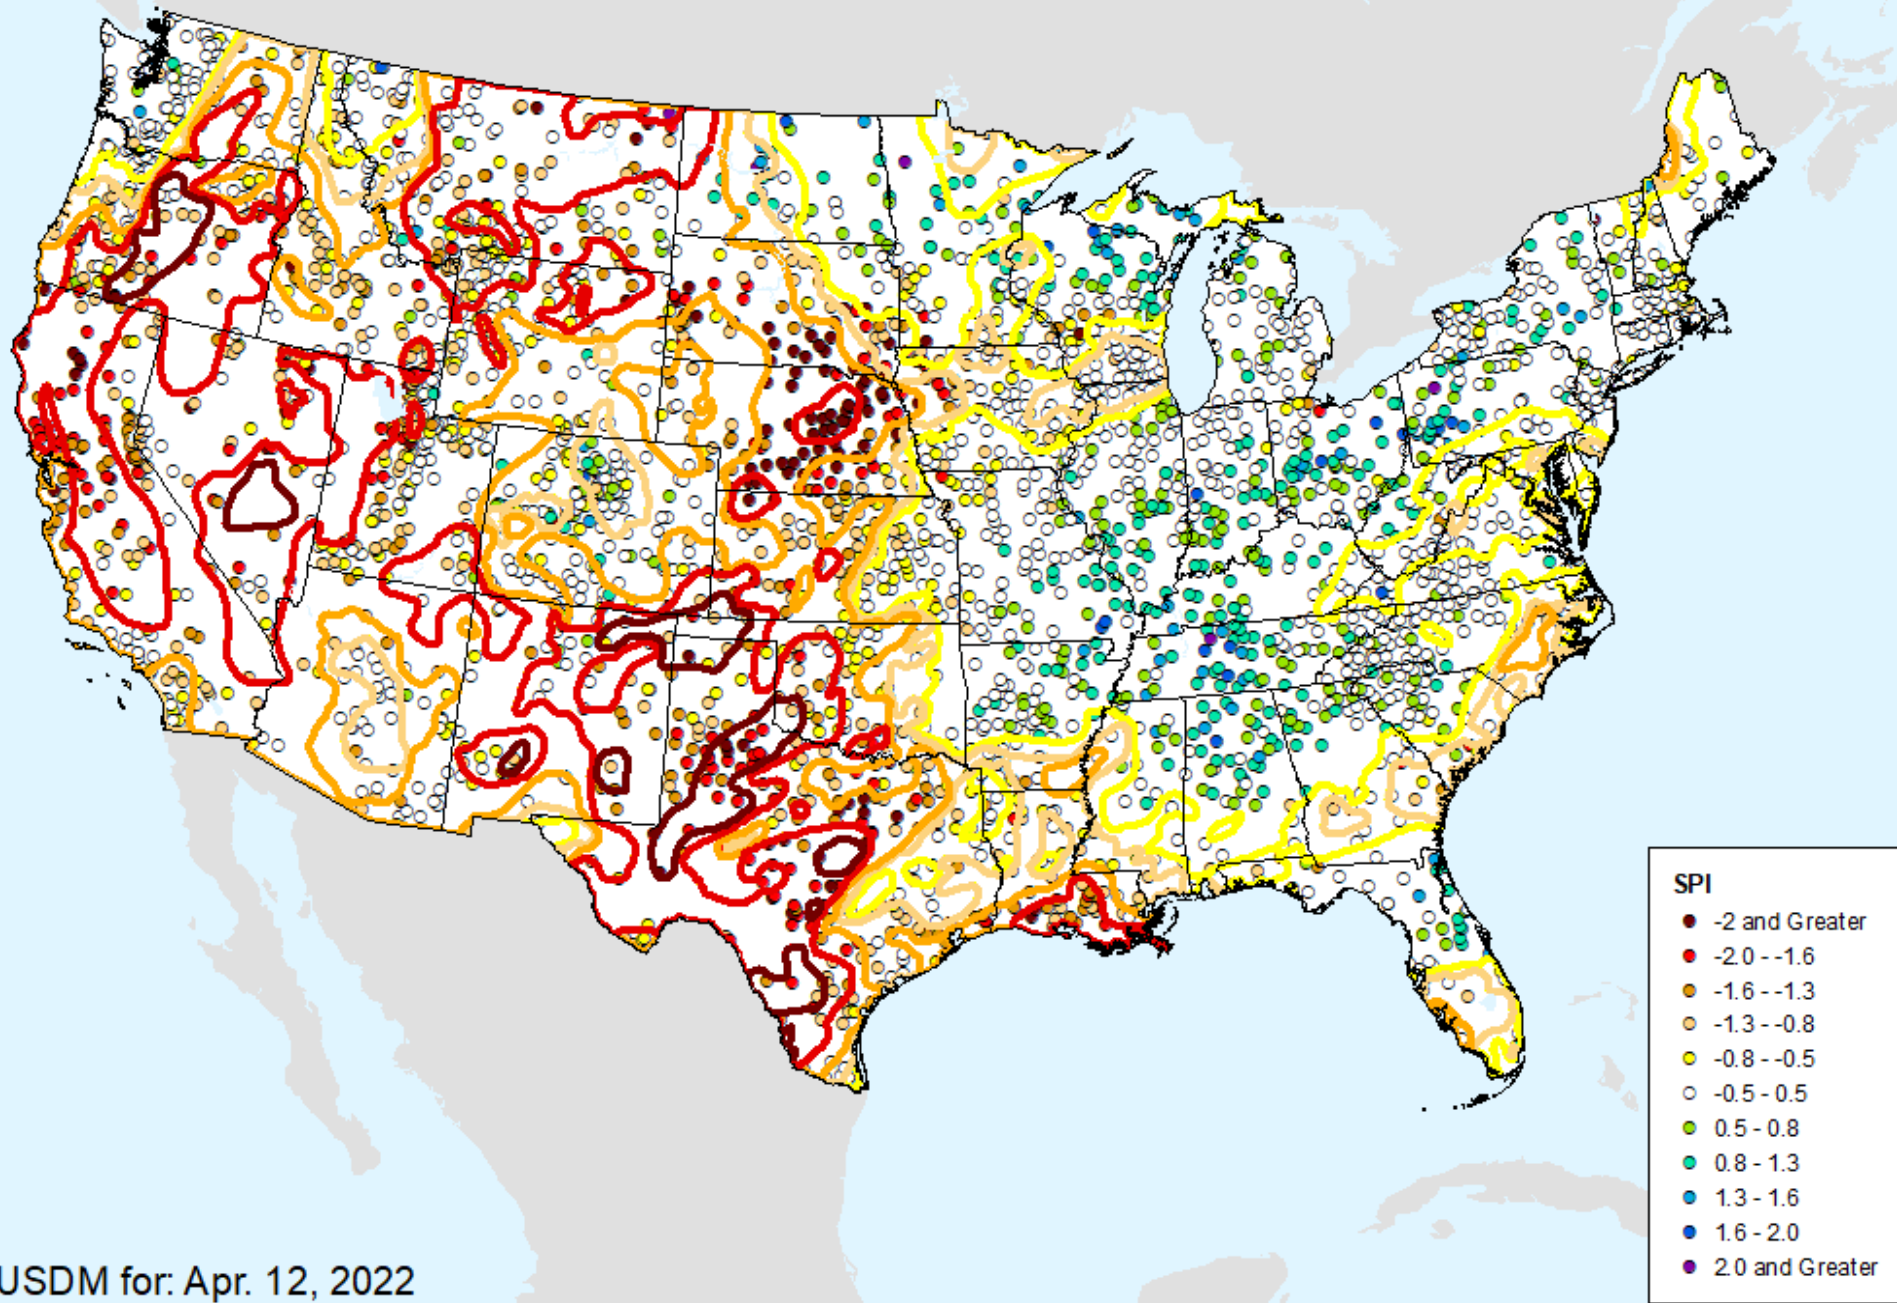 SPI
-2 and Greater
-2.0 - -1.6
-1.6 - -1.3
-1.3 - -0.8
-0.8 - -0.5
-0.5 - 0.5
0.5 - 0.8
0.8 - 1.3
1.3 - 1.6
1.6 - 2.0
2.0 and Greater
USDM for: Apr. 12, 2022